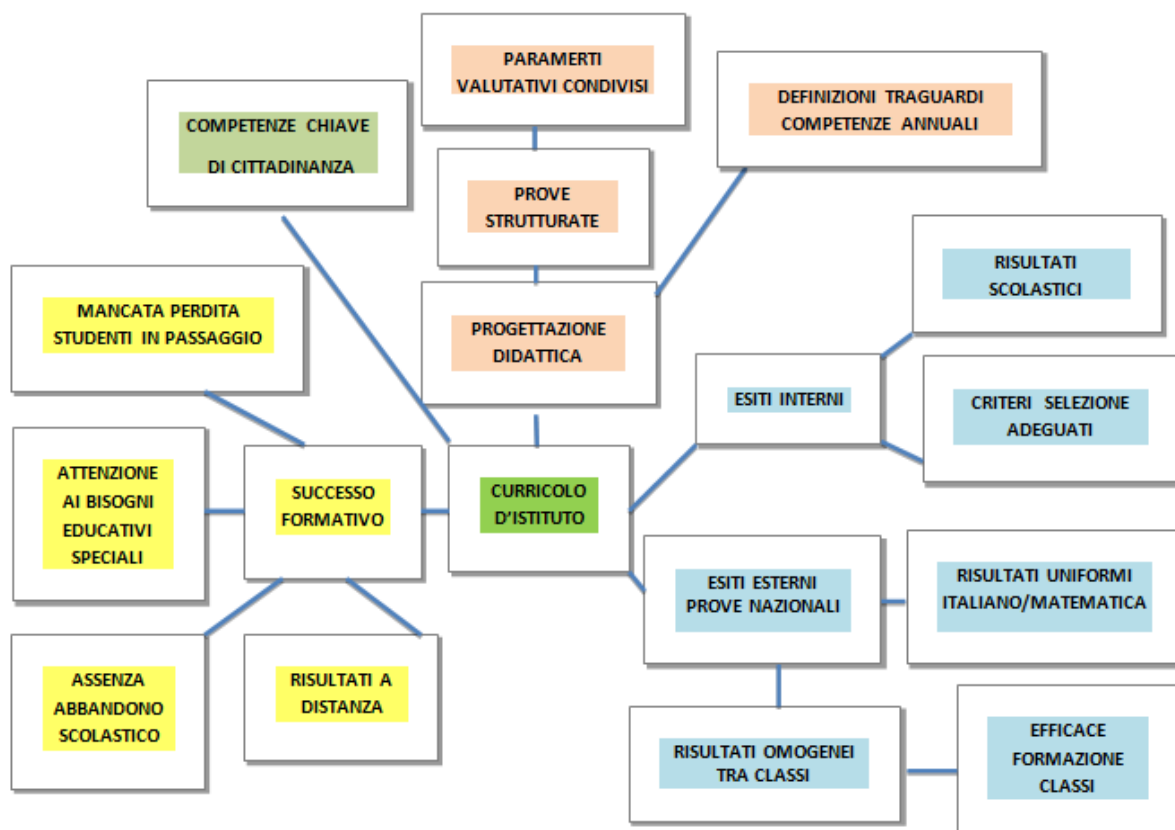 PARAMERTI
VALUTATIVI CONDIVISI
DEFINIZIONI TRAGUARDI
COMPETENZE ANNUALI
COMPETENZE CHIAVE
DI CITTADINANZA
PROVE
STRUTTURATE
RISULTATI
SCOLASTICI
MANCATA PERDITA
STUDENTI IN PASSAGGIO
PROGETTAZIONE
DIDATTICA
ESITI INTERNI
CRITERI SELEZIONE
ADEGUATI
ATTENZIONE
AI BISOGNI
EDUCATIVI
SPECIALI
SUCCESSO
FORMATIVO
CURRICOLO
D'ISTITUTO
ESITI ESTERNI
PROVE NAZIONALI
RISULTATI UNIFORMI
ITALIANO/MATEMATICA
ASSENZA
ABBANDONO
SCOLASTICO
RISULTATI A
DISTANZA
RISULTATI OMOGENEI
TRA CLASSI
EFFICACE
FORMAZIONE
CLASSI